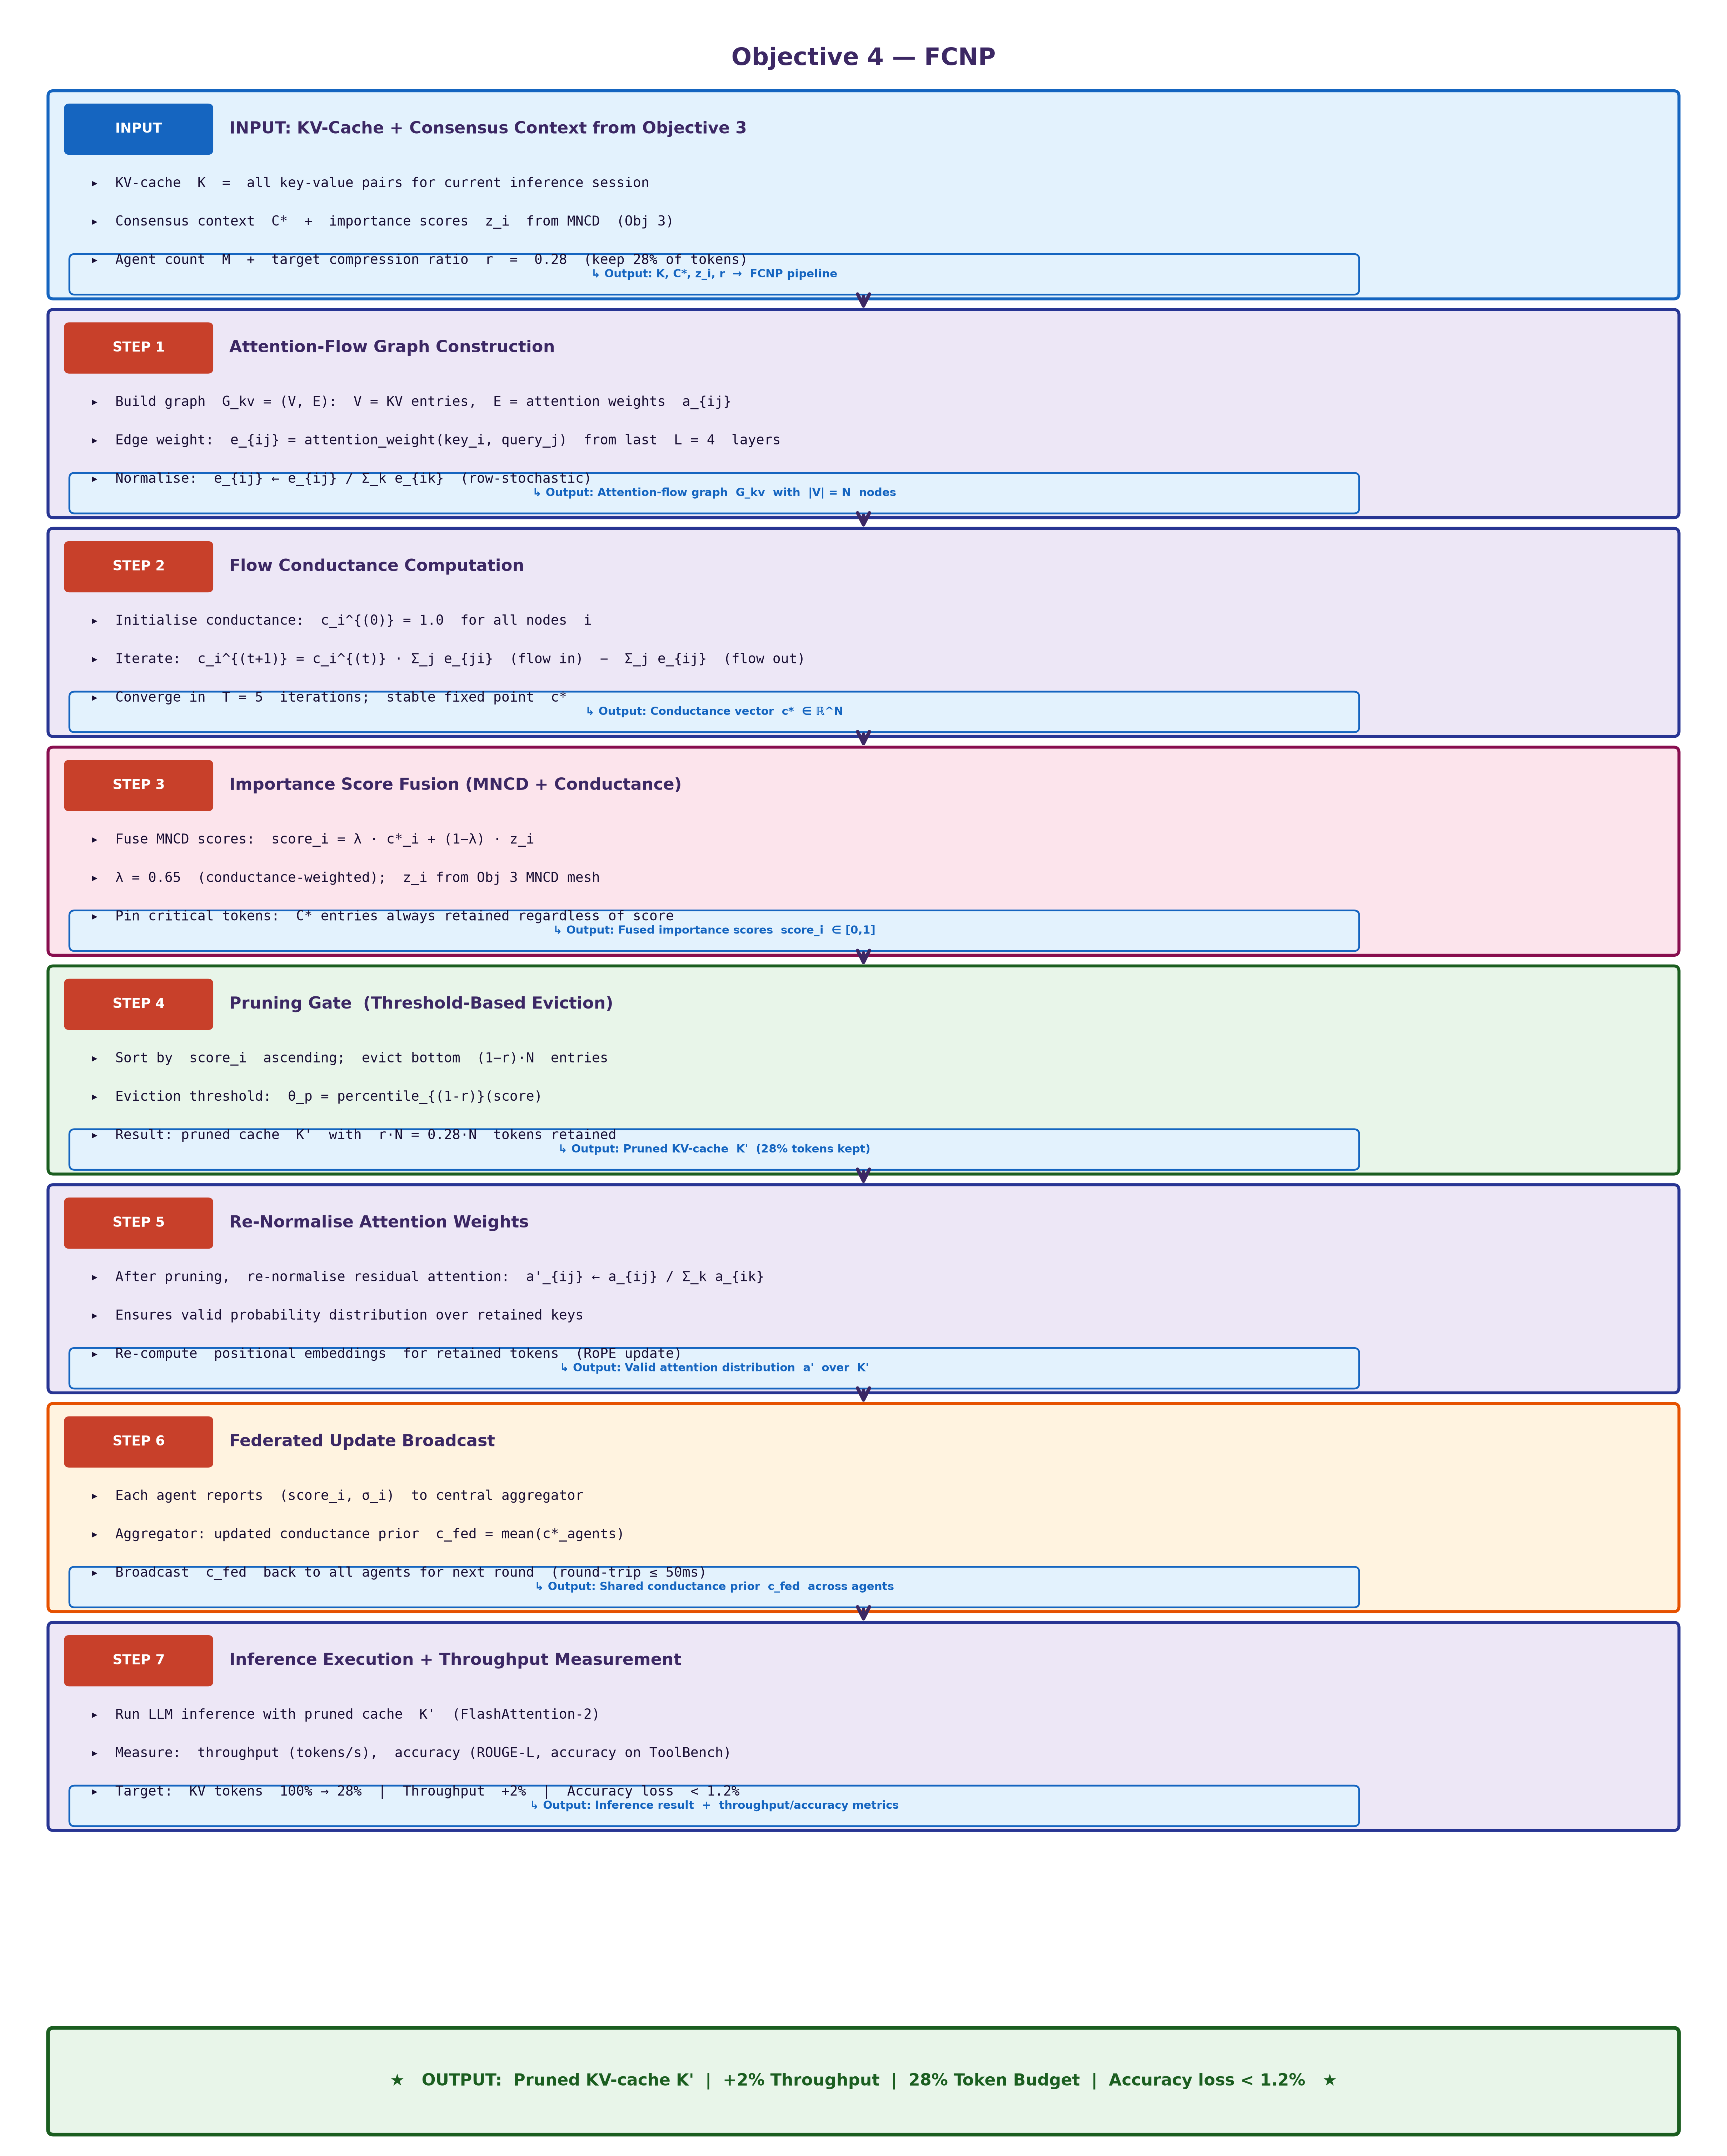 Objective 4 — FCNP
INPUT
INPUT: KV-Cache + Consensus Context from Objective 3
▸ KV-cache K = all key-value pairs for current inference session
▸ Consensus context C* + importance scores z_i from MNCD (Obj 3)
▸ Agent count M + target compression ratio r = 0.28 (keep 28% of tokens)
↳ Output: K, C*, z_i, r → FCNP pipeline
STEP 1
Attention-Flow Graph Construction
▸ Build graph G_kv = (V, E): V = KV entries, E = attention weights a_{ij}
▸ Edge weight: e_{ij} = attention_weight(key_i, query_j) from last L = 4 layers
▸ Normalise: e_{ij} ← e_{ij} / Σ_k e_{ik} (row-stochastic)
↳ Output: Attention-flow graph G_kv with |V| = N nodes
STEP 2
Flow Conductance Computation
▸ Initialise conductance: c_i^{(0)} = 1.0 for all nodes i
▸ Iterate: c_i^{(t+1)} = c_i^{(t)} · Σ_j e_{ji} (flow in) − Σ_j e_{ij} (flow out)
▸ Converge in T = 5 iterations; stable fixed point c*
↳ Output: Conductance vector c* ∈ ℝ^N
STEP 3
Importance Score Fusion (MNCD + Conductance)
▸ Fuse MNCD scores: score_i = λ · c*_i + (1−λ) · z_i
▸ λ = 0.65 (conductance-weighted); z_i from Obj 3 MNCD mesh
▸ Pin critical tokens: C* entries always retained regardless of score
↳ Output: Fused importance scores score_i ∈ [0,1]
STEP 4
Pruning Gate (Threshold-Based Eviction)
▸ Sort by score_i ascending; evict bottom (1−r)·N entries
▸ Eviction threshold: θ_p = percentile_{(1-r)}(score)
▸ Result: pruned cache K' with r·N = 0.28·N tokens retained
↳ Output: Pruned KV-cache K' (28% tokens kept)
STEP 5
Re-Normalise Attention Weights
▸ After pruning, re-normalise residual attention: a'_{ij} ← a_{ij} / Σ_k a_{ik}
▸ Ensures valid probability distribution over retained keys
▸ Re-compute positional embeddings for retained tokens (RoPE update)
↳ Output: Valid attention distribution a' over K'
STEP 6
Federated Update Broadcast
▸ Each agent reports (score_i, σ_i) to central aggregator
▸ Aggregator: updated conductance prior c_fed = mean(c*_agents)
▸ Broadcast c_fed back to all agents for next round (round-trip ≤ 50ms)
↳ Output: Shared conductance prior c_fed across agents
STEP 7
Inference Execution + Throughput Measurement
▸ Run LLM inference with pruned cache K' (FlashAttention-2)
▸ Measure: throughput (tokens/s), accuracy (ROUGE-L, accuracy on ToolBench)
▸ Target: KV tokens 100% → 28% | Throughput +2% | Accuracy loss < 1.2%
↳ Output: Inference result + throughput/accuracy metrics
★ OUTPUT: Pruned KV-cache K' | +2% Throughput | 28% Token Budget | Accuracy loss < 1.2% ★